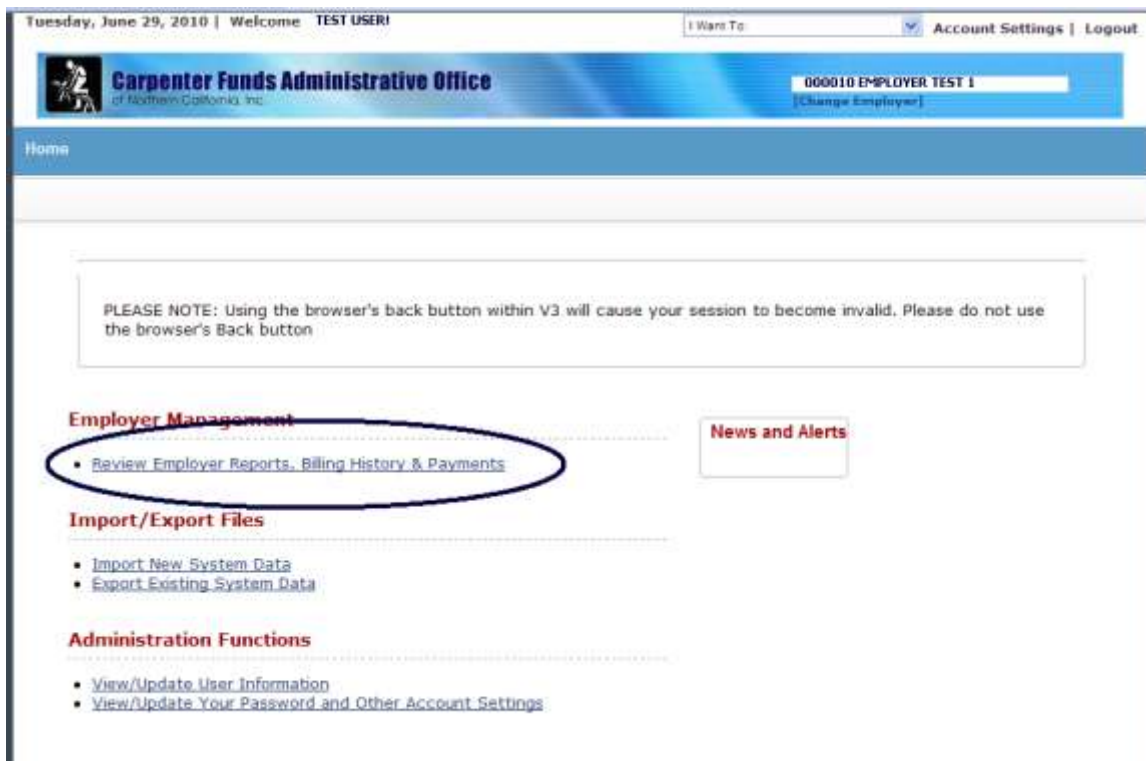 Tuesday, June 29, 2010 | Welcome TEST USER!
I Want To:
Account Settings | Logout
Carpenter Funds Administrative Office
of Northern California, Inc.
000010 EMPLOYER TEST 1
[Change Employer]
Home
PLEASE NOTE: Using the browser's back button within V3 will cause your session to become invalid. Please do not use
the browser's Back button
Employer Management
News and Alerts
• Review Employer Reports, Billing History & Payments
Import/Export Files
• Import New System Data
• Export Existing System Data
Administration Functions
• View/Update User Information
• View/Update Your Password and Other Account Settings